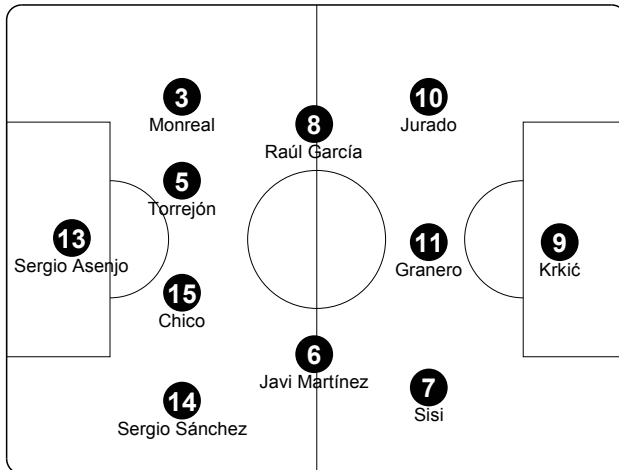 3
Monreal
10
Jurado
8
Raúl García
5
Torrejón
13
Sergio Asenjo
11
Granero
9
Krkić
15
Chico
6
Javi Martínez
7
Sisi
14
Sergio Sánchez